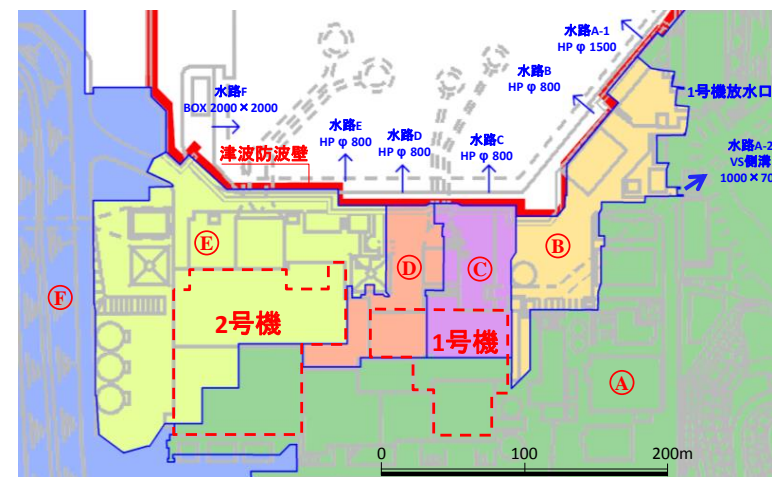 水路A-1
HP φ 1500
水路B
HP φ 800
水路F
BOX 2000×2000
水路E
HP φ 800
水路D
HP φ 800
水路C
HP φ 800
1号機放水口
水路A-2
VS側溝
1000×70
津波防波壁
Ⓔ
Ⓑ
Ⓓ
Ⓒ
Ⓕ
2号機
1号機
Ⓐ
0
100
200m